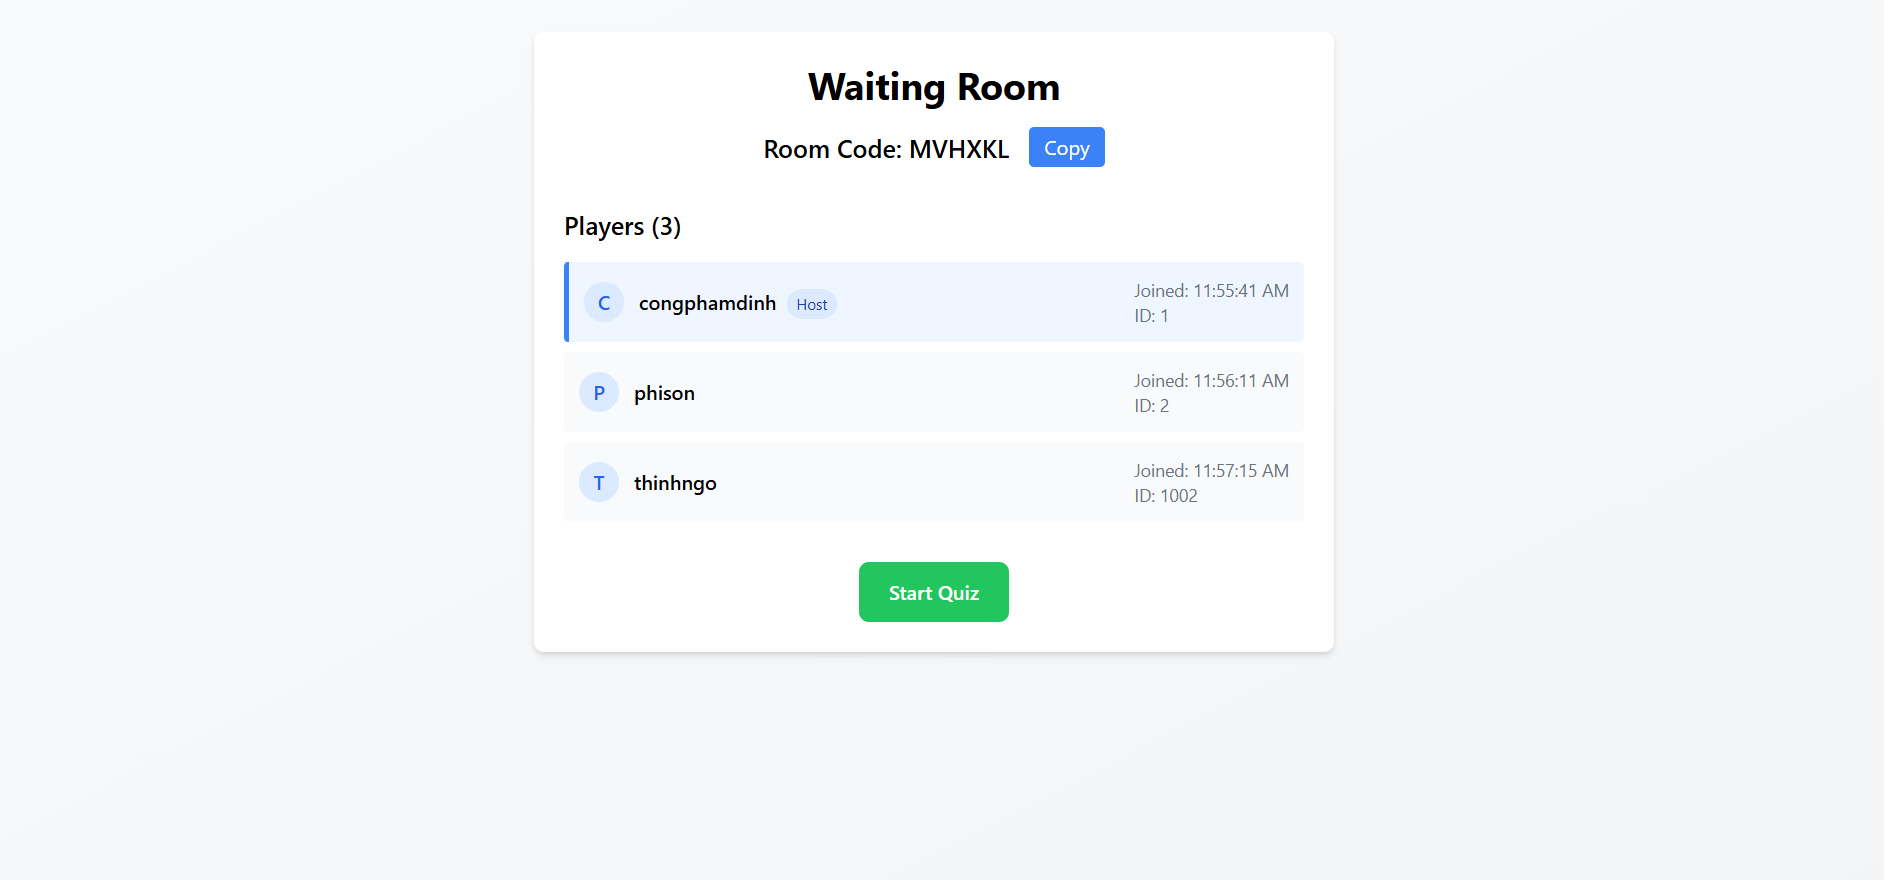 Waiting Room
Room Code: MVHXKL Copy
Players (3)
C congphamdinh Host
Joined: 11:55:41 AM
ID: 1
P phison
Joined: 11:56:11 AM
ID: 2
T thinhngo
Joined: 11:57:15 AM
ID: 1002
Start Quiz